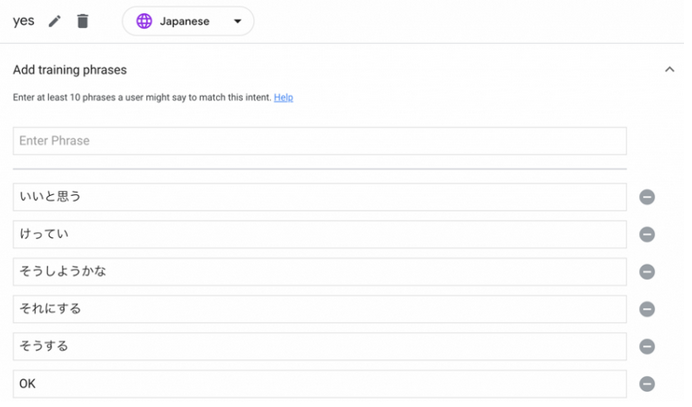 yes Japanese
Add training phrases
Enter at least 10 phrases a user might say to match this intent. Help
Enter Phrase
いいと思う
けってい
そうしようかな
それにする
そうする
OK